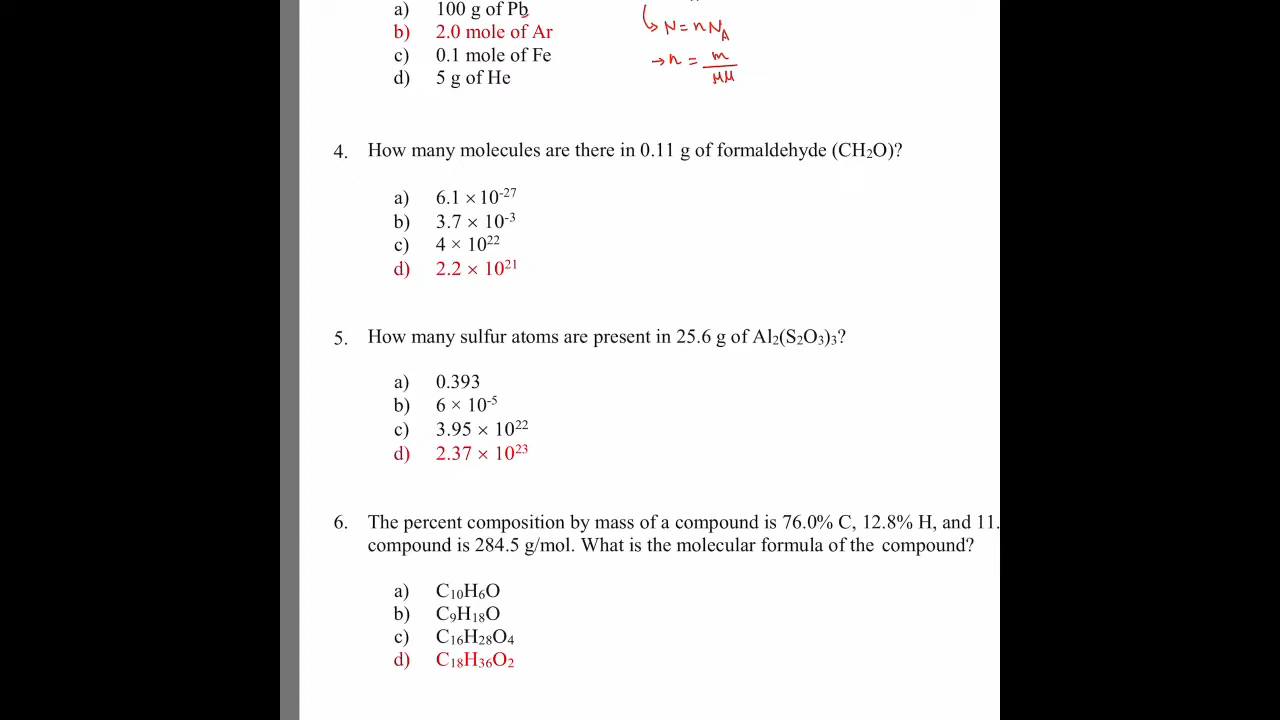 a) 100 g of Pb
b) 2.0 mole of Ar
c) 0.1 mole of Fe
d) 5 g of He
→ N = n N_A
→ n = m / MM
4. How many molecules are there in 0.11 g of formaldehyde (CH₂O)?
a) 6.1 × 10⁻²⁷
b) 3.7 × 10⁻³
c) 4 × 10²²
d) 2.2 × 10²¹
5. How many sulfur atoms are present in 25.6 g of Al₂(S₂O₃)₃?
a) 0.393
b) 6 × 10⁻⁵
c) 3.95 × 10²²
d) 2.37 × 10²³
6. The percent composition by mass of a compound is 76.0% C, 12.8% H, and 11.
compound is 284.5 g/mol. What is the molecular formula of the compound?
a) C₁₀H₆O
b) C₉H₁₈O
c) C₁₆H₂₈O₄
d) C₁₈H₃₆O₂